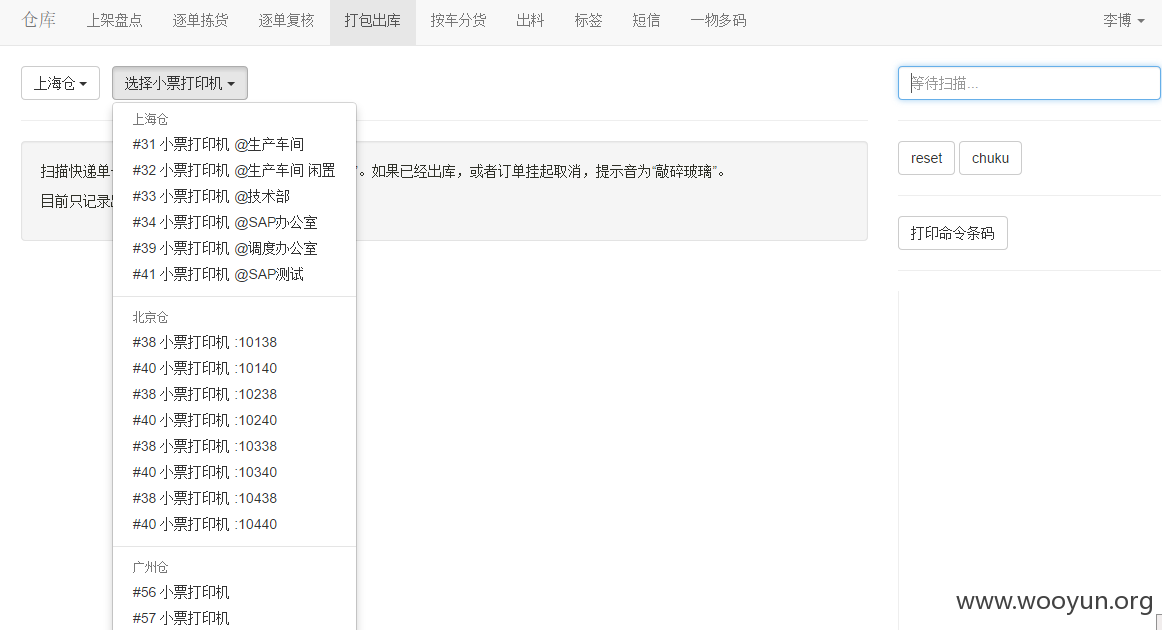 仓库 上架盘点 逐单拣货 逐单复核 打包出库 按车分货 出料 标签 短信 一物多码 李博
上海仓 选择小票打印机 等待扫描...
上海仓
#31 小票打印机 @生产车间
#32 小票打印机 @生产车间 闲置
#33 小票打印机 @技术部
#34 小票打印机 @SAP办公室
#39 小票打印机 @调度办公室
#41 小票打印机 @SAP测试
北京仓
#38 小票打印机 :10138
#40 小票打印机 :10140
#38 小票打印机 :10238
#40 小票打印机 :10240
#38 小票打印机 :10338
#40 小票打印机 :10340
#38 小票打印机 :10438
#40 小票打印机 :10440
广州仓
#56 小票打印机
#57 小票打印机
扫描快递单 ”。如果已经出库，或者订单挂起取消，提示音为“敲碎玻璃”。
目前只记录
reset chuku
打印命令条码
www.wooyun.org